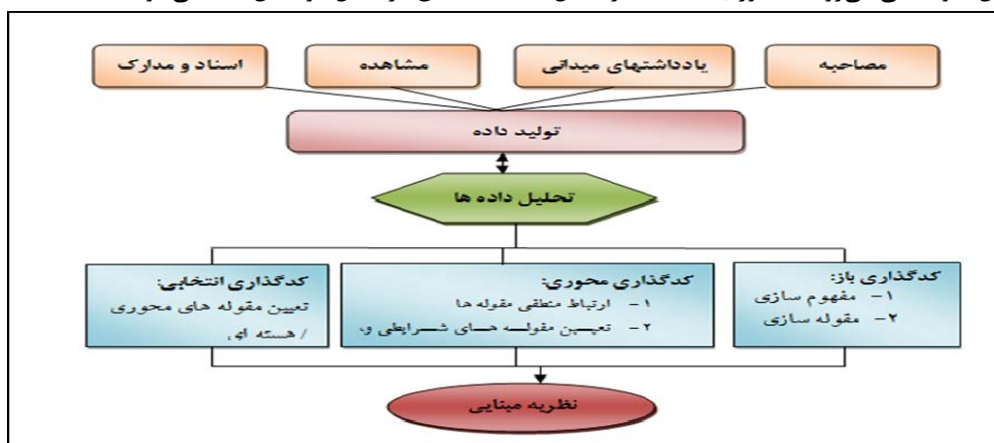 مصاحبه
یادداشتهای میدانی
مشاهده
اسناد و مدارک
تولید داده
تحلیل داده ها
کدگذاری باز:
۱- مفهوم سازی
۲- مقوله سازی
کدگذاری محوری:
۱- ارتباط منطقی مقوله ها
۲- تعیین مقوله های شرایطی و،
کدگذاری انتخابی:
تعیین مقوله های محوری
/ هسته ای
نظریه مبنایی